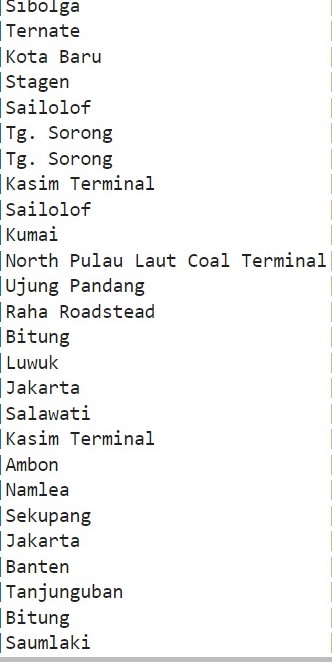 Sibolga
Ternate
Kota Baru
Stagen
Sailolof
Tg. Sorong
Tg. Sorong
Kasim Terminal
Sailolof
Kumai
North Pulau Laut Coal Terminal
Ujung Pandang
Raha Roadstead
Bitung
Luwuk
Jakarta
Salawati
Kasim Terminal
Ambon
Namlea
Sekupang
Jakarta
Banten
Tanjunguban
Bitung
Saumlaki